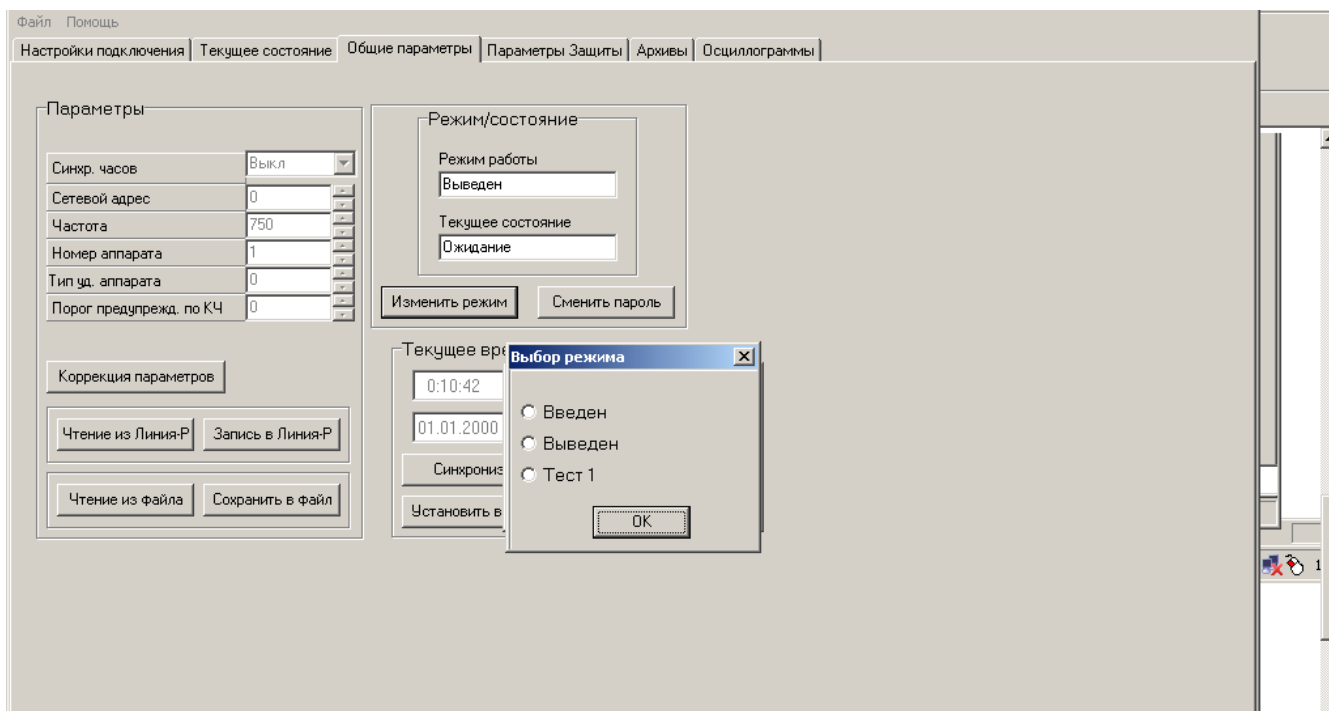 Файл Помощь
Настройки подключения Текущее состояние Общие параметры Параметры Защиты Архивы Осциллограммы
Параметры
Синхр. часов Выкл
Сетевой адрес 0
Частота 750
Номер аппарата 1
Тип уд. аппарата 0
Порог предупрежд. по КЧ 0
Коррекция параметров
Чтение из Линия-Р Запись в Линия-Р
Чтение из файла Сохранить в файл
Режим/состояние
Режим работы
Выведен
Текущее состояние
Ожидание
Изменить режим Сменить пароль
Текущее вре
0:10:42
01.01.2000
Синхрониз
Установить в
Выбор режима
Введен
Выведен
Тест 1
OK
1